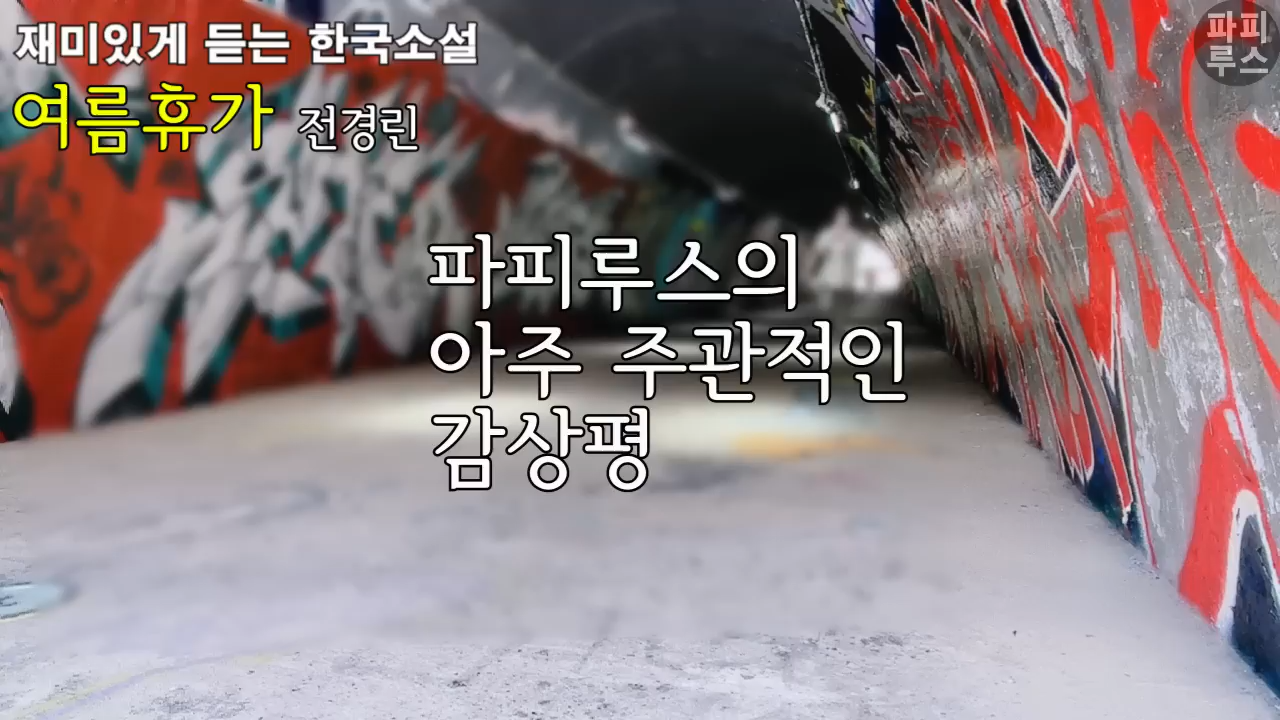 재미있게 듣는 한국소설
여름휴가 전경린
파피
루스
파피루스의
아주 주관적인
감상평